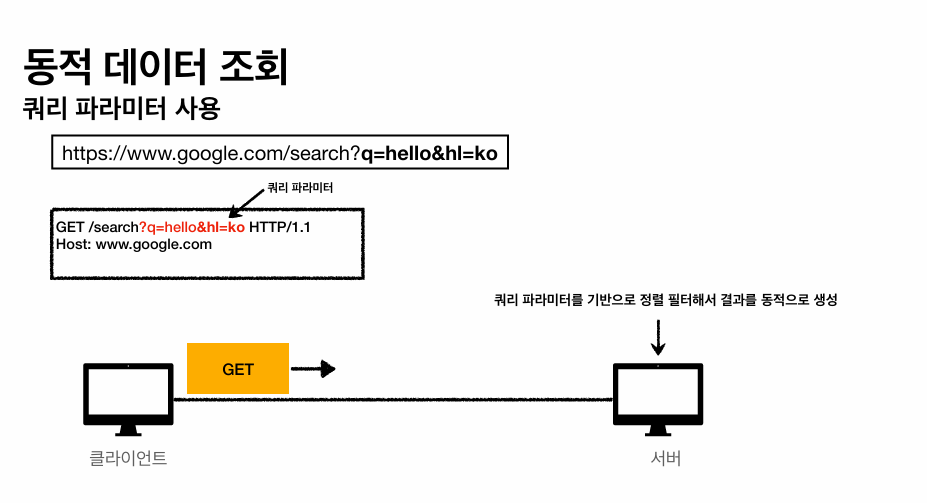 동적 데이터 조회
쿼리 파라미터 사용
https://www.google.com/search?q=hello&hl=ko
쿼리 파라미터
GET /search?q=hello&hl=ko HTTP/1.1
Host: www.google.com
쿼리 파라미터를 기반으로 정렬 필터해서 결과를 동적으로 생성
GET
클라이언트
서버